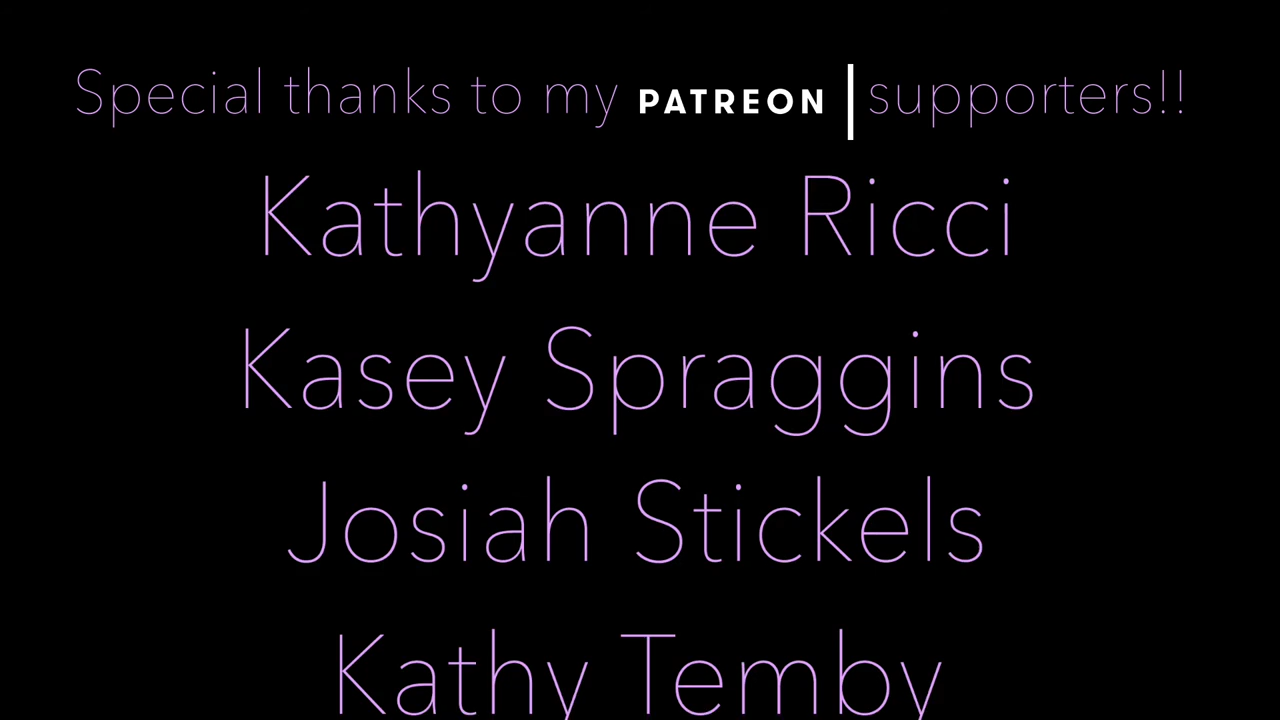 Special thanks to my PATREON supporters!!
Kathyanne Ricci
Kasey Spraggins
Josiah Stickels
Kathy Temby